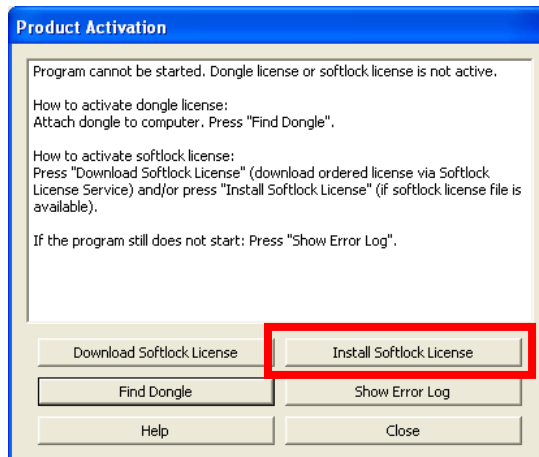 Product Activation
Program cannot be started. Dongle license or softlock license is not active.
How to activate dongle license:
Attach dongle to computer. Press "Find Dongle".
How to activate softlock license:
Press "Download Softlock License" (download ordered license via Softlock
License Service) and/or press "Install Softlock License" (if softlock license file is
available).
If the program still does not start: Press "Show Error Log".
Download Softlock License
Install Softlock License
Find Dongle
Show Error Log
Help
Close